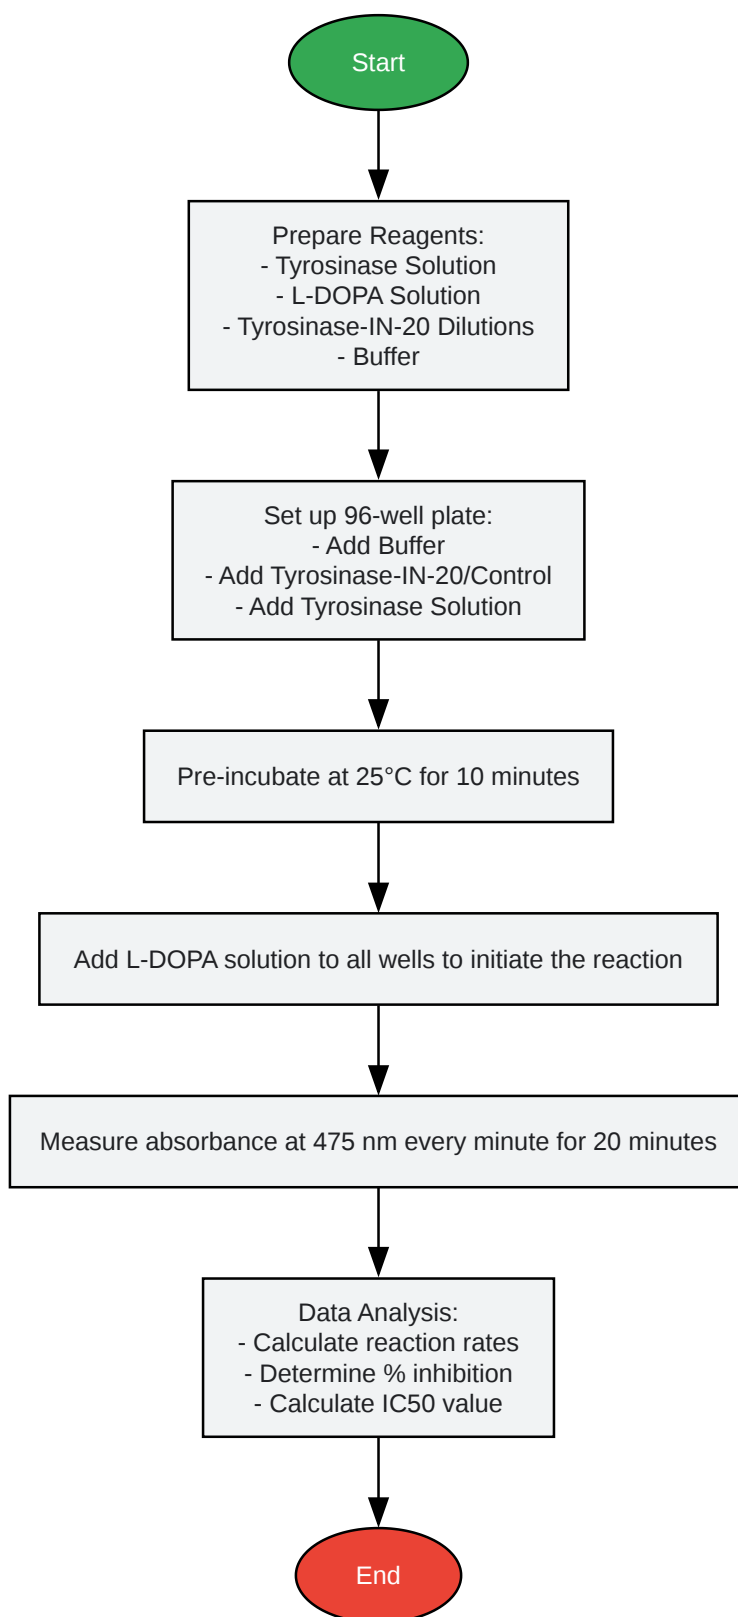 Start
Prepare Reagents:
- Tyrosinase Solution
- L-DOPA Solution
- Tyrosinase-IN-20 Dilutions
- Buffer
Set up 96-well plate:
- Add Buffer
- Add Tyrosinase-IN-20/Control
- Add Tyrosinase Solution
Pre-incubate at 25°C for 10 minutes
Add L-DOPA solution to all wells to initiate the reaction
Measure absorbance at 475 nm every minute for 20 minutes
Data Analysis:
- Calculate reaction rates
- Determine % inhibition
- Calculate IC50 value
End